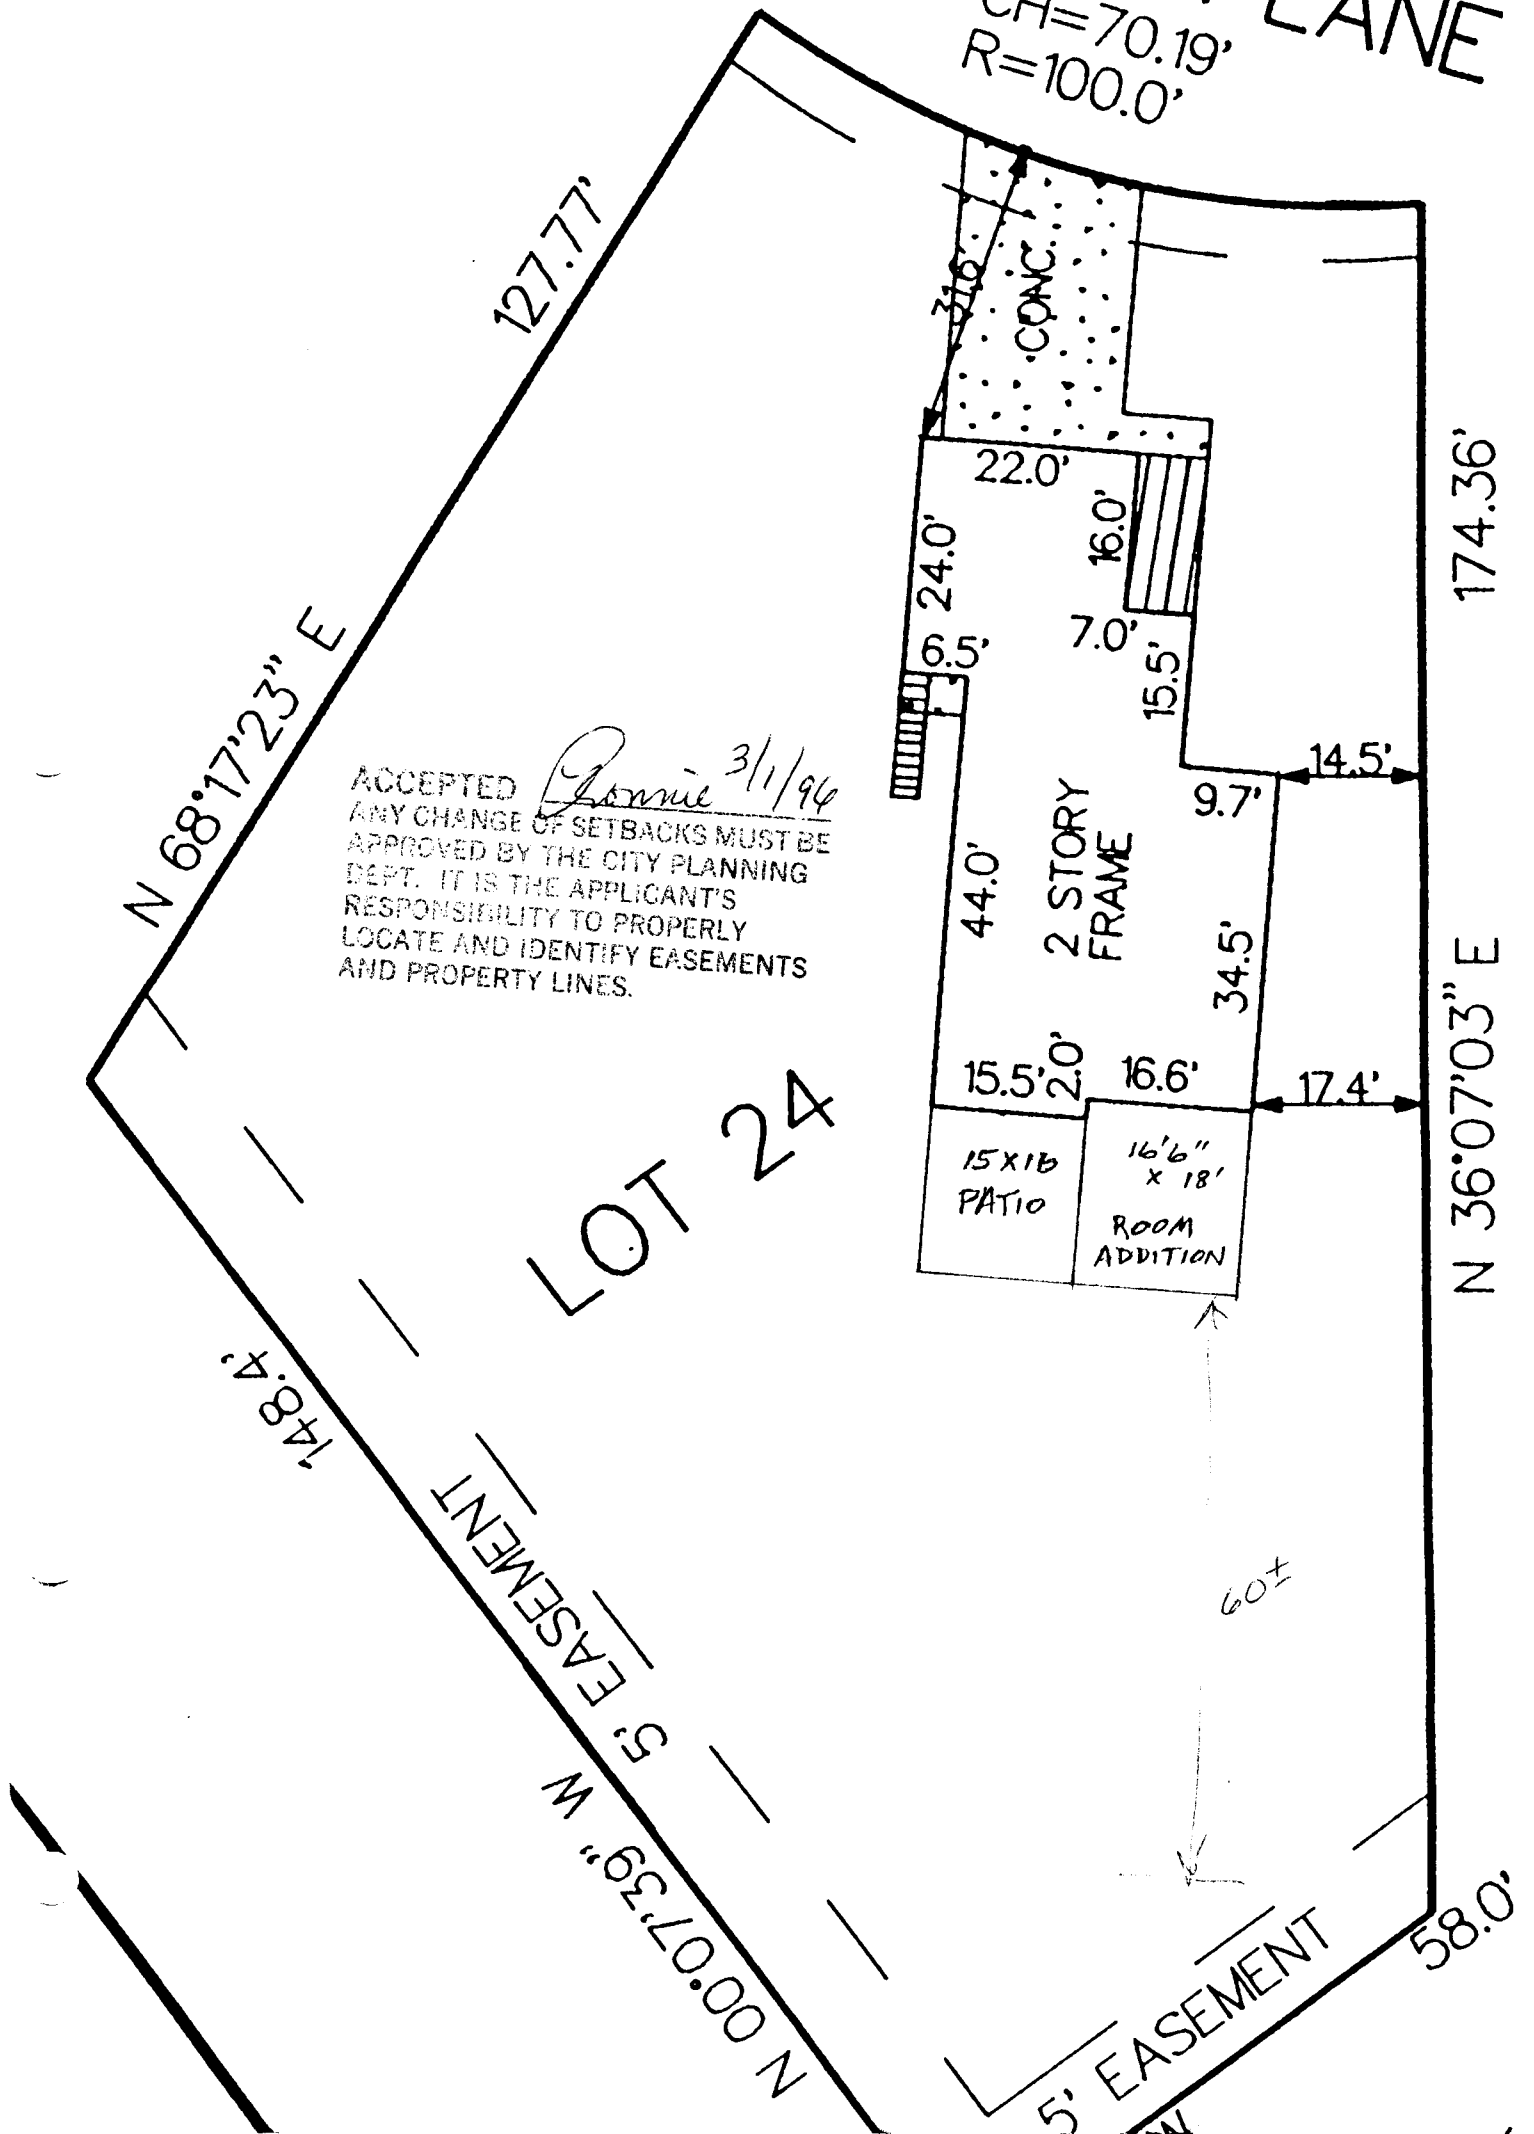 LANE
CH=70.19'
R=100.0'
127.77'
N 68°17'23" E
31.6'
CONC.
22.0'
24.0'
16.0'
6.5'
7.0'
15.5'
174.36'
14.5'
9.7'
ACCEPTED Ronnie 3/1/96
ANY CHANGE OF SETBACKS MUST BE
APPROVED BY THE CITY PLANNING
DEPT. IT IS THE APPLICANT'S
RESPONSIBILITY TO PROPERLY
LOCATE AND IDENTIFY EASEMENTS
AND PROPERTY LINES.
2 STORY
FRAME
44.0'
34.5'
N 36°07'03" E
15.5'
2.0'
16.6'
17.4'
LOT 24
15 X 16
PATIO
16'6"
X 18'
ROOM
ADDITION
148.4'
5' EASEMENT
60±
N 00°07'39" W
58.0'
5' EASEMENT
W